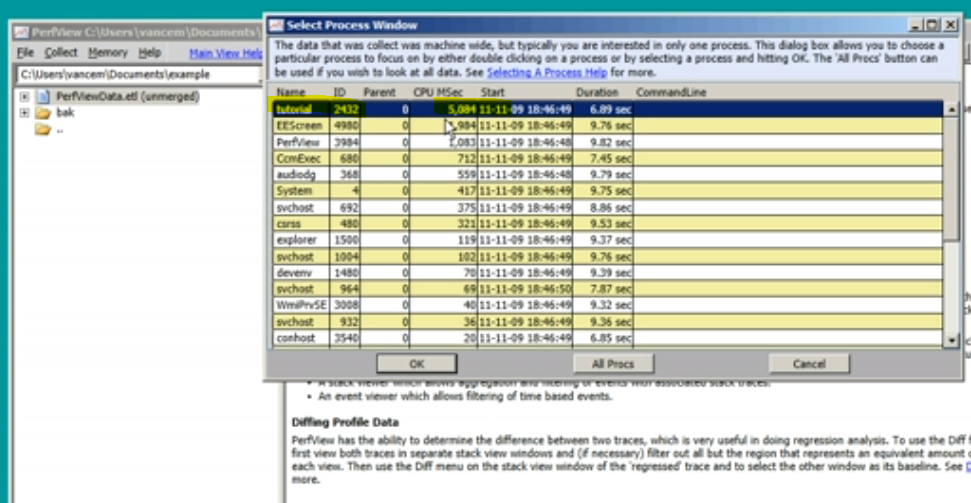 PerfView C:\Users\vancem\Documents\
File Collect Memory Help Main View Help
C:\Users\vancem\Documents\example
PerfViewData.etl (unmerged)
bak
..
Select Process Window
The data that was collected was machine wide, but typically you are interested in only one process. This dialog box allows you to choose a
particular process to focus on by either double clicking on a process or by selecting a process and hitting OK. The 'All Procs' button can
be used if you wish to look at all data. See Selecting A Process Help for more.
Name ID Parent CPU MSec Start Duration CommandLine
tutorial 2432 0 5,084 11-11-09 18:46:49 6.89 sec
EEScreen 4980 0 ,984 11-11-09 18:46:49 9.76 sec
PerfView 3984 0 ,083 11-11-09 18:46:48 9.82 sec
CcmExec 680 0 712 11-11-09 18:46:49 7.45 sec
audiodg 368 0 559 11-11-09 18:46:48 9.79 sec
System 4 0 417 11-11-09 18:46:49 9.75 sec
svchost 692 0 375 11-11-09 18:46:49 8.86 sec
csrss 480 0 321 11-11-09 18:46:49 9.53 sec
explorer 1500 0 119 11-11-09 18:46:49 9.37 sec
svchost 1004 0 102 11-11-09 18:46:49 9.76 sec
devenv 1480 0 70 11-11-09 18:46:49 9.39 sec
svchost 964 0 69 11-11-09 18:46:50 7.87 sec
WmiPrvSE 3008 0 40 11-11-09 18:46:49 9.32 sec
svchost 932 0 36 11-11-09 18:46:49 9.36 sec
conhost 3540 0 20 11-11-09 18:46:49 6.85 sec
OK All Procs Cancel
• A stack viewer which allows aggregation and filtering of events with associated stack traces.
• An event viewer which allows filtering of time based events.
Diffing Profile Data
PerfView has the ability to determine the difference between two traces, which is very useful in doing regression analysis. To use the Diff f
first view both traces in separate stack view windows and (if necessary) filter out all but the region that represents an equivalent amount o
each view. Then use the Diff menu on the stack view window of the 'regressed' trace and to select the other window as its baseline. See D
more.